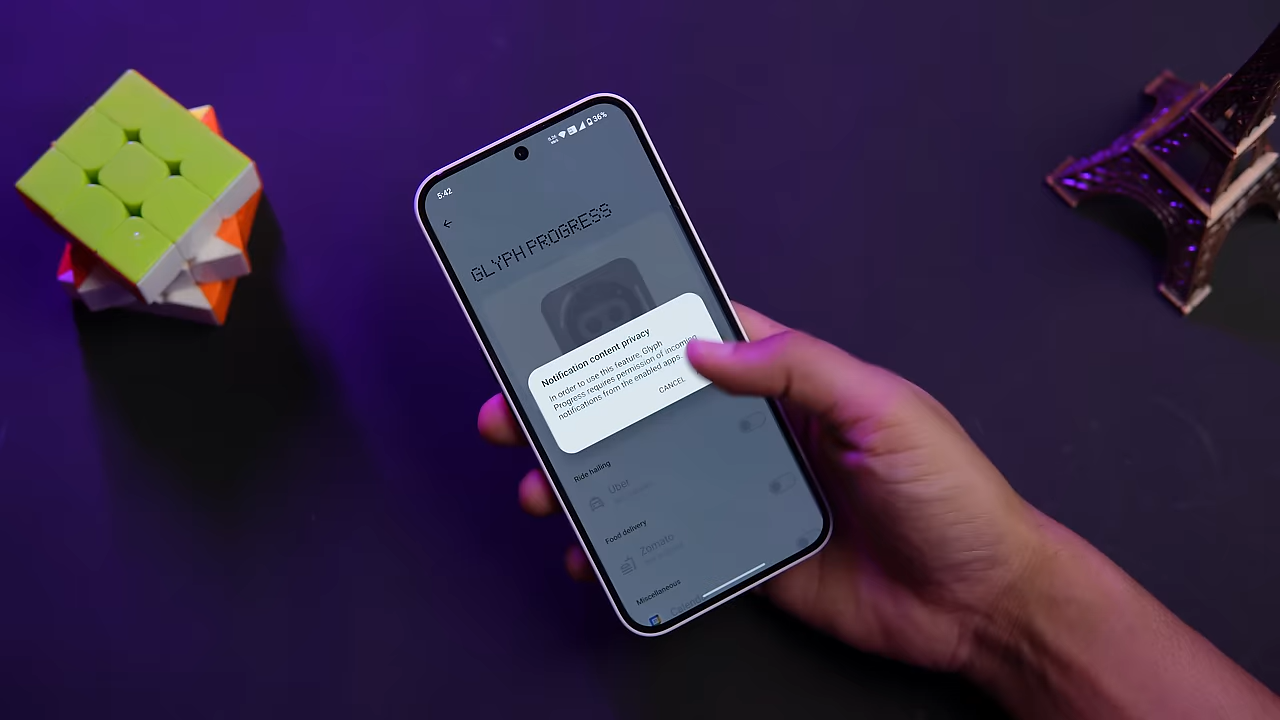 36%
5:42
GLYPH PROGRESS
Notification content privacy
In order to use this feature, Glyph
Progress requires permission of incoming
notifications from the enabled apps.
CANCEL
Ride hailing
Uber
Food delivery
Zomato
Miscellaneous